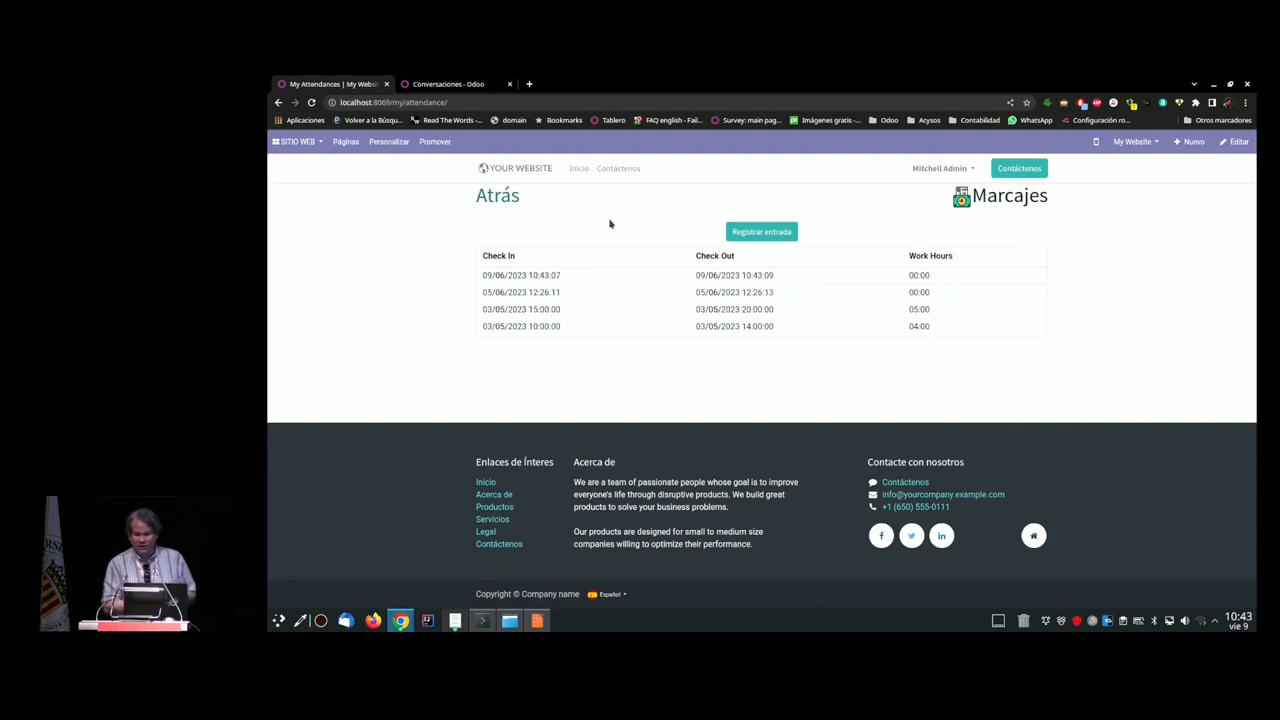 My Attendances | My Websi
Conversaciones - Odoo
localhost:8069/my/attendance/
Aplicaciones
Volver a la Búsqu...
Read The Words -...
domain
Bookmarks
Tablero
FAQ english - Fail...
Survey: main pag...
Imágenes gratis -...
Odoo
Acysos
Contabilidad
WhatsApp
Configuración ro...
Otros marcadores
SITIO WEB
Páginas
Personalizar
Promover
My Website
Nuevo
Editar
YOUR WEBSITE
Inicio
Contáctenos
Mitchell Admin
Contáctenos
Atrás
Marcajes
Registrar entrada
Check In Check Out Work Hours
09/06/2023 10:43:07 09/06/2023 10:43:09 00:00
05/06/2023 12:26:11 05/06/2023 12:26:13 00:00
03/05/2023 15:00:00 03/05/2023 20:00:00 05:00
03/05/2023 10:00:00 03/05/2023 14:00:00 04:00
Enlaces de Ínteres
Inicio
Acerca de
Productos
Servicios
Legal
Contáctenos
Acerca de
We are a team of passionate people whose goal is to improve
everyone's life through disruptive products. We build great
products to solve your business problems.
Our products are designed for small to medium size
companies willing to optimize their performance.
Contacte con nosotros
Contáctenos
info@yourcompany.example.com
+1 (650) 555-0111
Copyright © Company name
Español
10:43
vie 9